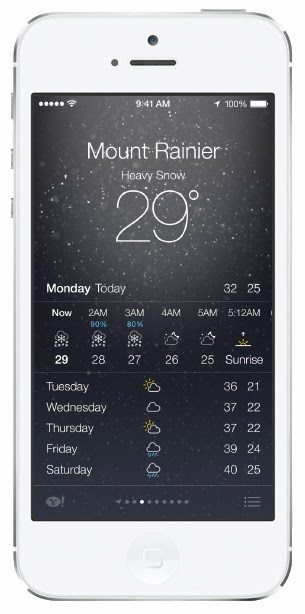 9:41 AM 100%
Mount Rainier
Heavy Snow
29°
Monday Today 32 25
Now 2AM 3AM 4AM 5AM 5:12AM
90% 80%
29 28 27 26 25 Sunrise
Tuesday 36 21
Wednesday 37 22
Thursday 37 22
Friday 39 24
Saturday 40 25
Y!